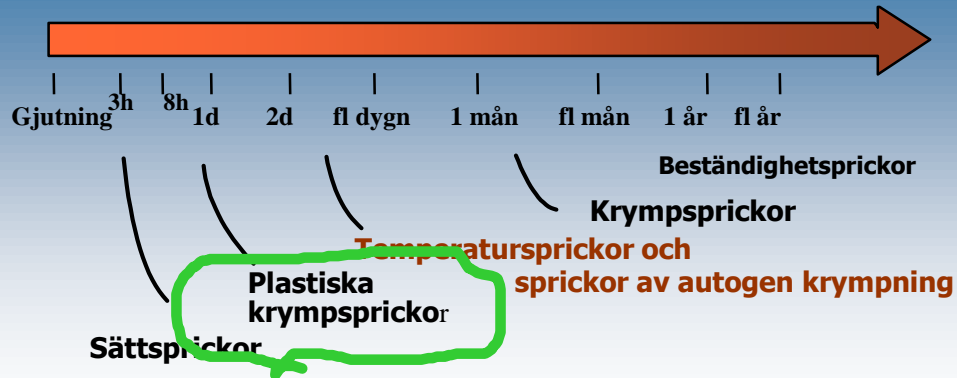 Gjutning 3h 8h 1d 2d fl dygn 1 mån fl mån 1 år fl år
Beständighetsprickor
Krympsprickor
Temperatursprickor och
sprickor av autogen krympning
Plastiska
krympsprickor
Sättsprickor